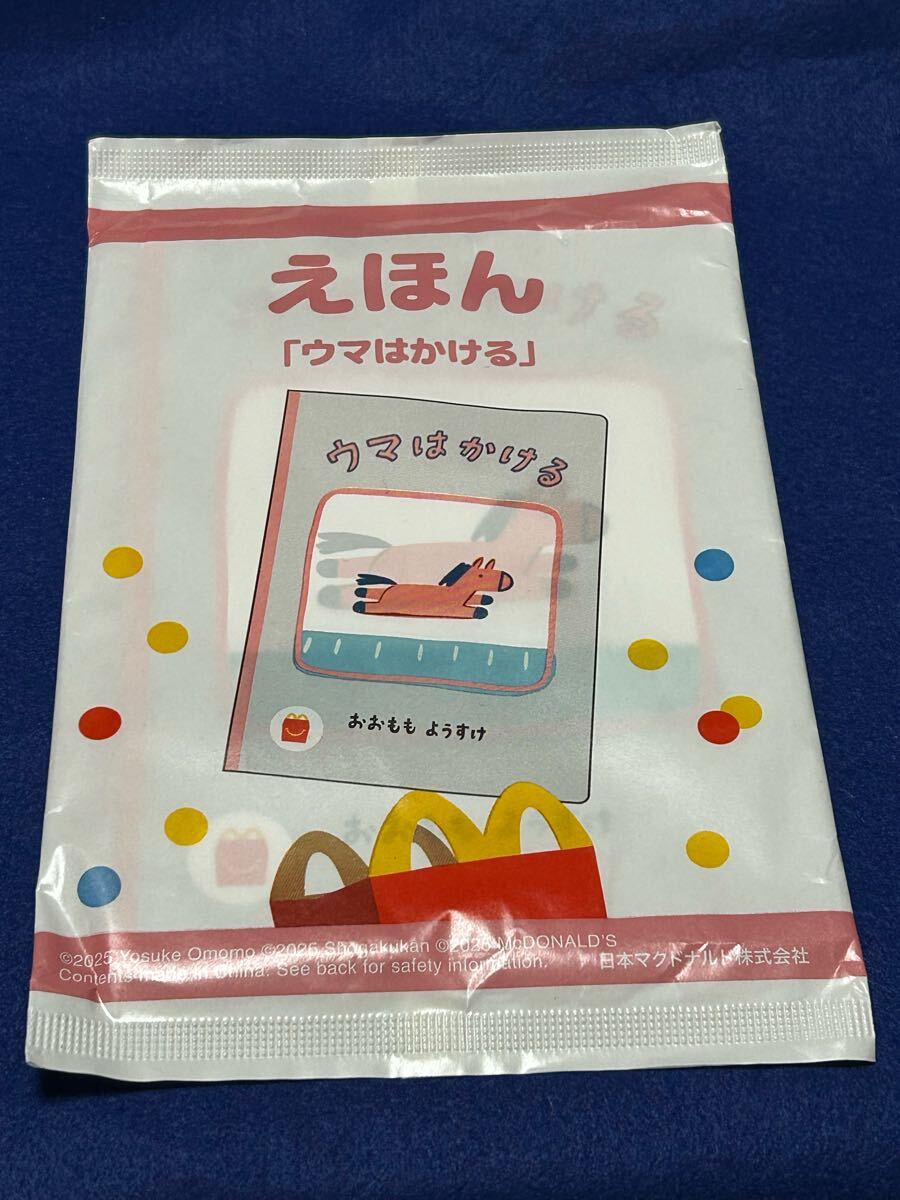 えほん
「ウマはかける」
ウマはかける
おおもも ようすけ
©2025 Yosuke Omomo ©2026 Shogakukan ©2026 McDONALD'S
Contents made in China. See back for safety information.
日本マクドナルド株式会社